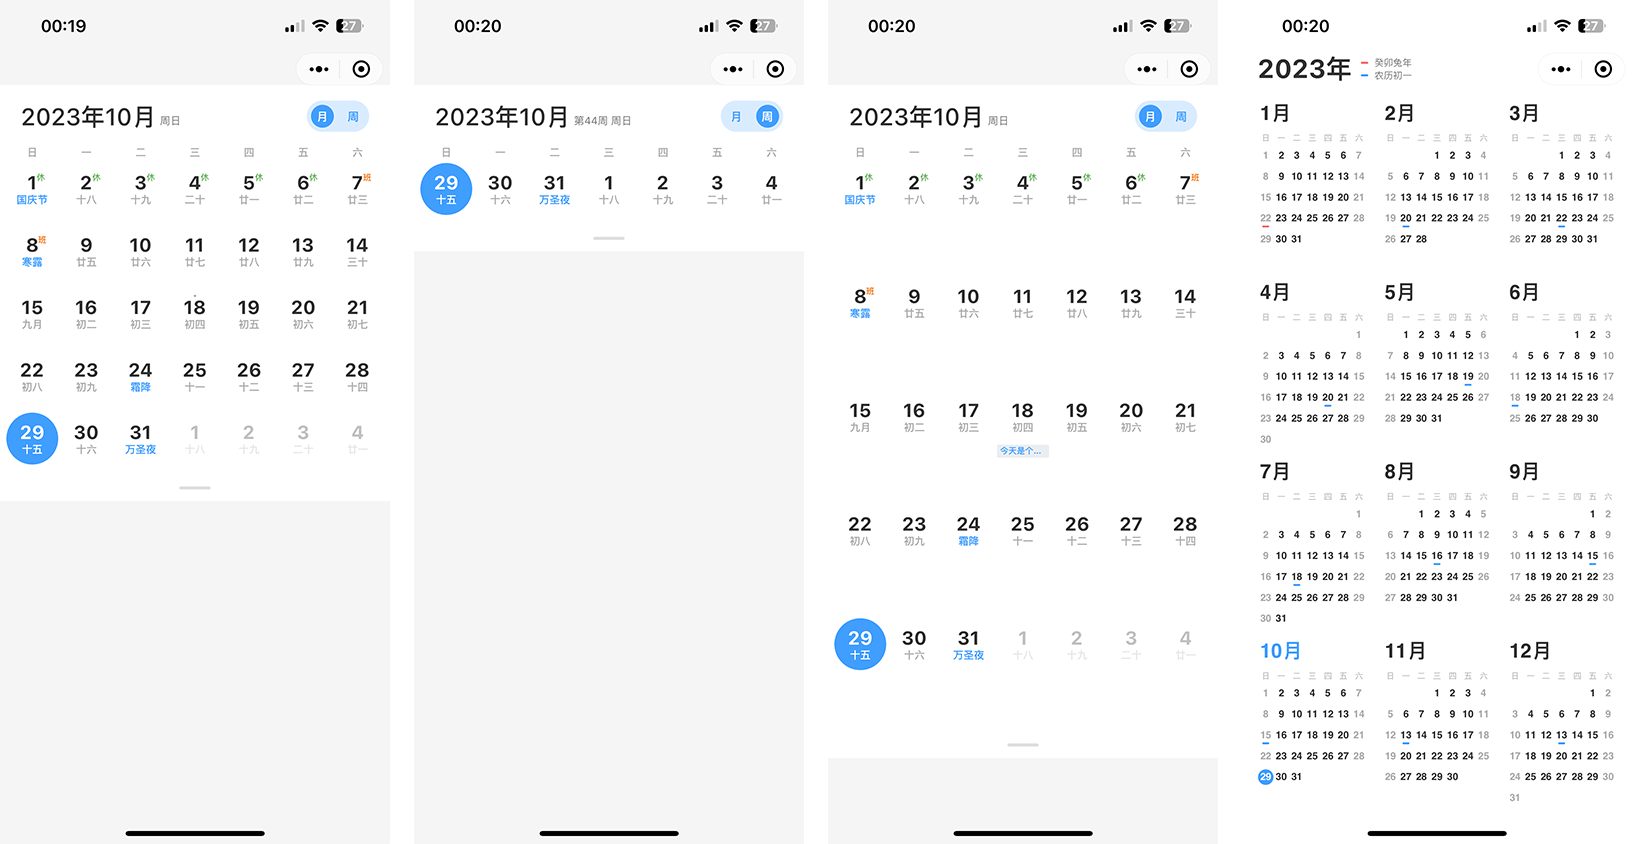 00:19
27
2023年10月 周日
月 周
日 一 二 三 四 五 六
1休 2休 3休 4休 5休 6休 7班
国庆节 十八 十九 二十 廿一 廿二 廿三
8班 9 10 11 12 13 14
寒露 廿五 廿六 廿七 廿八 廿九 三十
15 16 17 18 19 20 21
九月 初二 初三 初四 初五 初六 初七
22 23 24 25 26 27 28
初八 初九 霜降 十一 十二 十三 十四
29 30 31 1 2 3 4
十五 十六 万圣夜 十八 十九 二十 廿一
00:20
27
2023年10月 第44周 周日
月 周
日 一 二 三 四 五 六
29 30 31 1 2 3 4
十五 十六 万圣夜 十八 十九 二十 廿一
00:20
27
2023年10月 周日
月 周
日 一 二 三 四 五 六
1休 2休 3休 4休 5休 6休 7班
国庆节 十八 十九 二十 廿一 廿二 廿三
8班 9 10 11 12 13 14
寒露 廿五 廿六 廿七 廿八 廿九 三十
15 16 17 18 19 20 21
九月 初二 初三 初四 初五 初六 初七
今天是个...
22 23 24 25 26 27 28
初八 初九 霜降 十一 十二 十三 十四
29 30 31 1 2 3 4
十五 十六 万圣夜 十八 十九 二十 廿一
00:20
27
2023年
癸卯兔年
农历初一
1月
日 一 二 三 四 五 六
1 2 3 4 5 6 7
8 9 10 11 12 13 14
15 16 17 18 19 20 21
22 23 24 25 26 27 28
29 30 31
2月
日 一 二 三 四 五 六
1 2 3 4
5 6 7 8 9 10 11
12 13 14 15 16 17 18
19 20 21 22 23 24 25
26 27 28
3月
日 一 二 三 四 五 六
1 2 3 4
5 6 7 8 9 10 11
12 13 14 15 16 17 18
19 20 21 22 23 24 25
26 27 28 29 30 31
4月
日 一 二 三 四 五 六
1
2 3 4 5 6 7 8
9 10 11 12 13 14 15
16 17 18 19 20 21 22
23 24 25 26 27 28 29
30
5月
日 一 二 三 四 五 六
1 2 3 4 5 6
7 8 9 10 11 12 13
14 15 16 17 18 19 20
21 22 23 24 25 26 27
28 29 30 31
6月
日 一 二 三 四 五 六
1 2 3
4 5 6 7 8 9 10
11 12 13 14 15 16 17
18 19 20 21 22 23 24
25 26 27 28 29 30
7月
日 一 二 三 四 五 六
1
2 3 4 5 6 7 8
9 10 11 12 13 14 15
16 17 18 19 20 21 22
23 24 25 26 27 28 29
30 31
8月
日 一 二 三 四 五 六
1 2 3 4 5
6 7 8 9 10 11 12
13 14 15 16 17 18 19
20 21 22 23 24 25 26
27 28 29 30 31
9月
日 一 二 三 四 五 六
1 2
3 4 5 6 7 8 9
10 11 12 13 14 15 16
17 18 19 20 21 22 23
24 25 26 27 28 29 30
10月
日 一 二 三 四 五 六
1 2 3 4 5 6 7
8 9 10 11 12 13 14
15 16 17 18 19 20 21
22 23 24 25 26 27 28
29 30 31
11月
日 一 二 三 四 五 六
1 2 3 4
5 6 7 8 9 10 11
12 13 14 15 16 17 18
19 20 21 22 23 24 25
26 27 28 29 30
12月
日 一 二 三 四 五 六
1 2
3 4 5 6 7 8 9
10 11 12 13 14 15 16
17 18 19 20 21 22 23
24 25 26 27 28 29 30
31